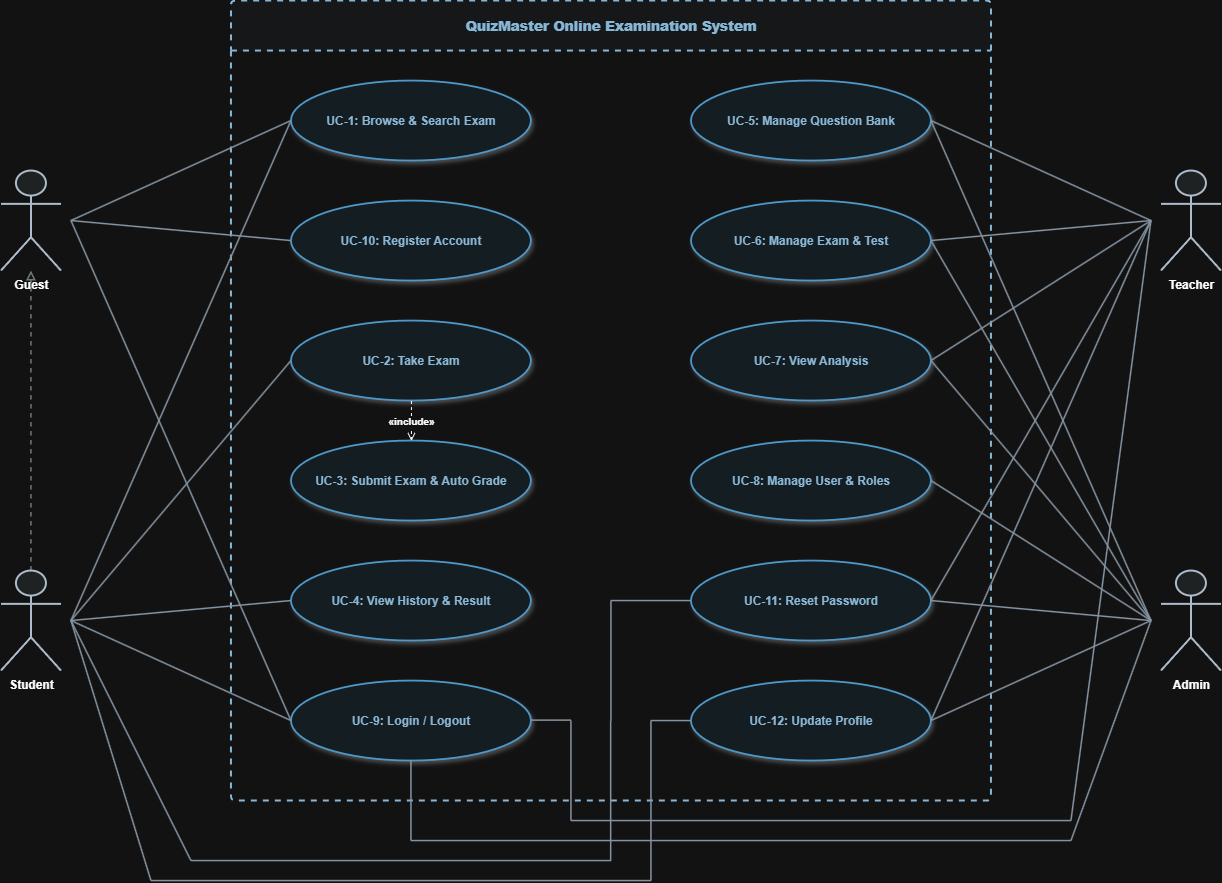 QuizMaster Online Examination System
UC-1: Browse & Search Exam
UC-5: Manage Question Bank
UC-10: Register Account
UC-6: Manage Exam & Test
Guest
Teacher
UC-2: Take Exam
UC-7: View Analysis
«include»
UC-3: Submit Exam & Auto Grade
UC-8: Manage User & Roles
UC-4: View History & Result
UC-11: Reset Password
Student
Admin
UC-9: Login / Logout
UC-12: Update Profile